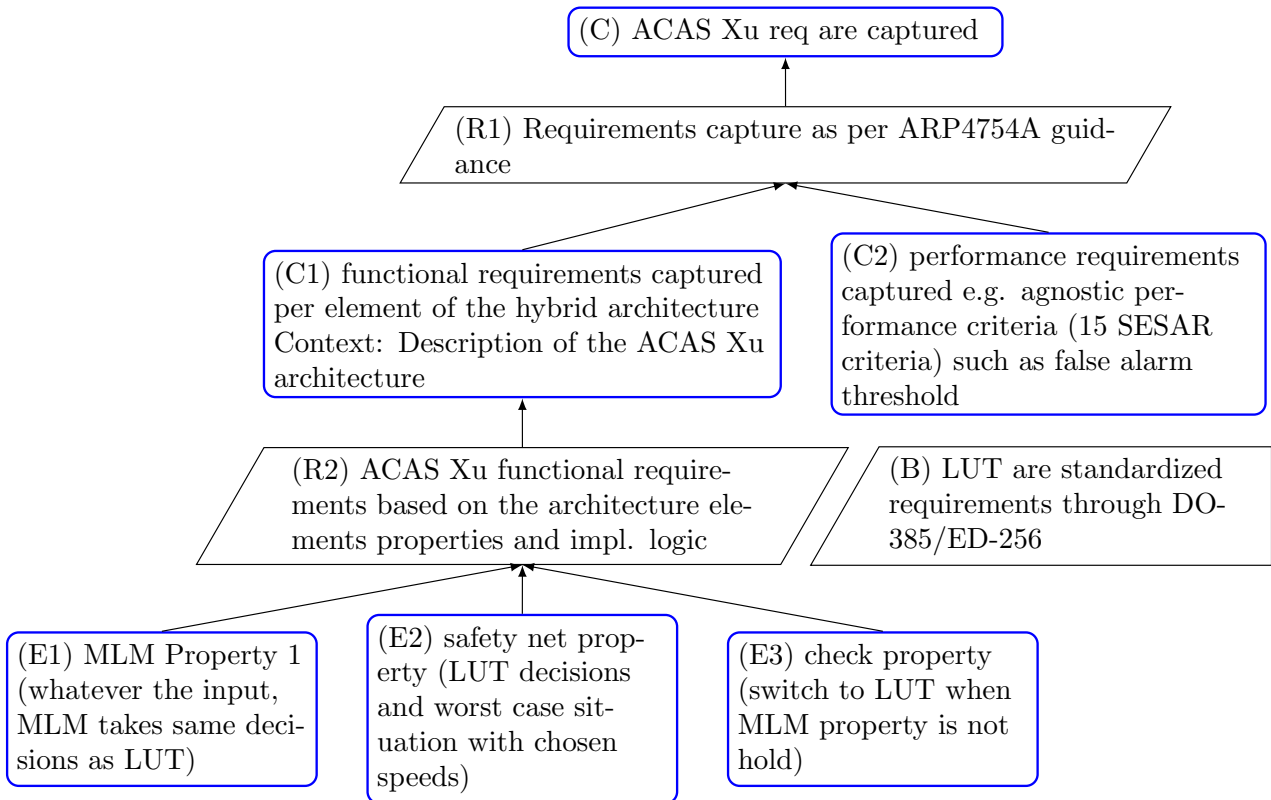 (C) ACAS Xu req are captured
(R1) Requirements capture as per ARP4754A guid-
ance
(C1) functional requirements captured
per element of the hybrid architecture
Context: Description of the ACAS Xu
architecture
(C2) performance requirements
captured e.g. agnostic per-
formance criteria (15 SESAR
criteria) such as false alarm
threshold
(R2) ACAS Xu functional require-
ments based on the architecture ele-
ments properties and impl. logic
(B) LUT are standardized
requirements through DO-
385/ED-256
(E1) MLM Property 1
(whatever the input,
MLM takes same deci-
sions as LUT)
(E2) safety net prop-
erty (LUT decisions
and worst case sit-
uation with chosen
speeds)
(E3) check property
(switch to LUT when
MLM property is not
hold)